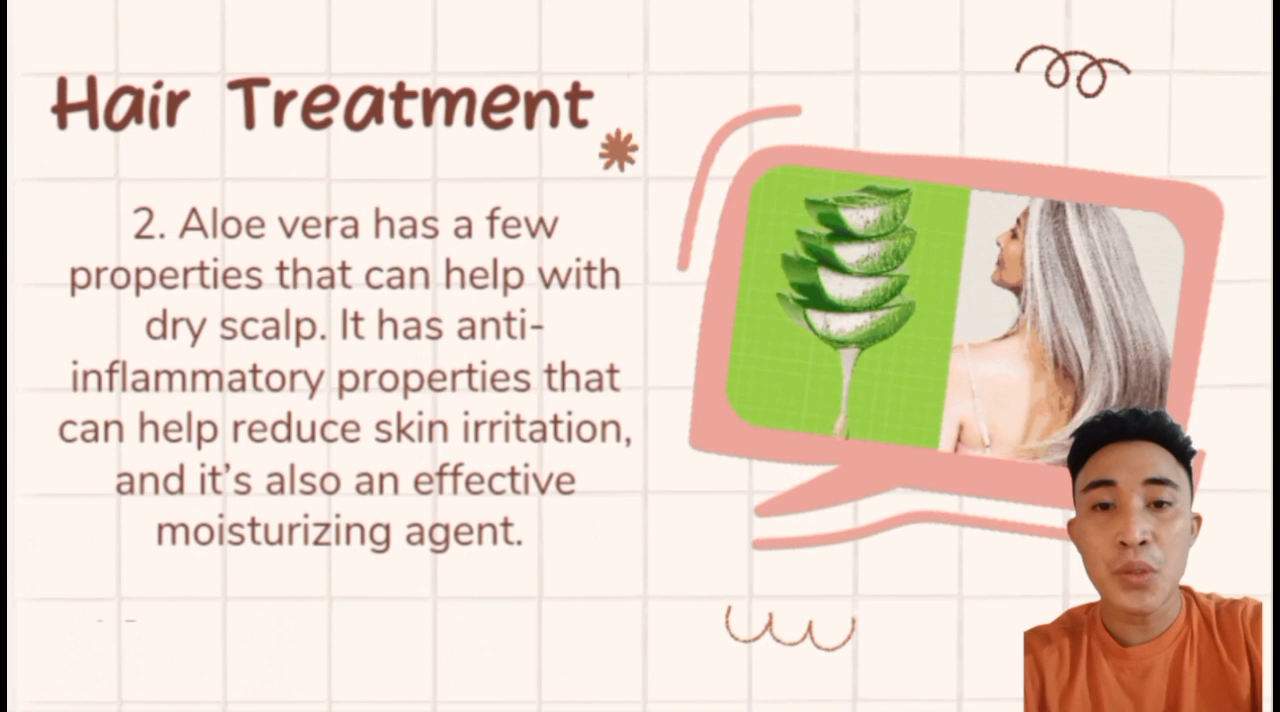 Hair Treatment
2. Aloe vera has a few
properties that can help with
dry scalp. It has anti-
inflammatory properties that
can help reduce skin irritation,
and it’s also an effective
moisturizing agent.